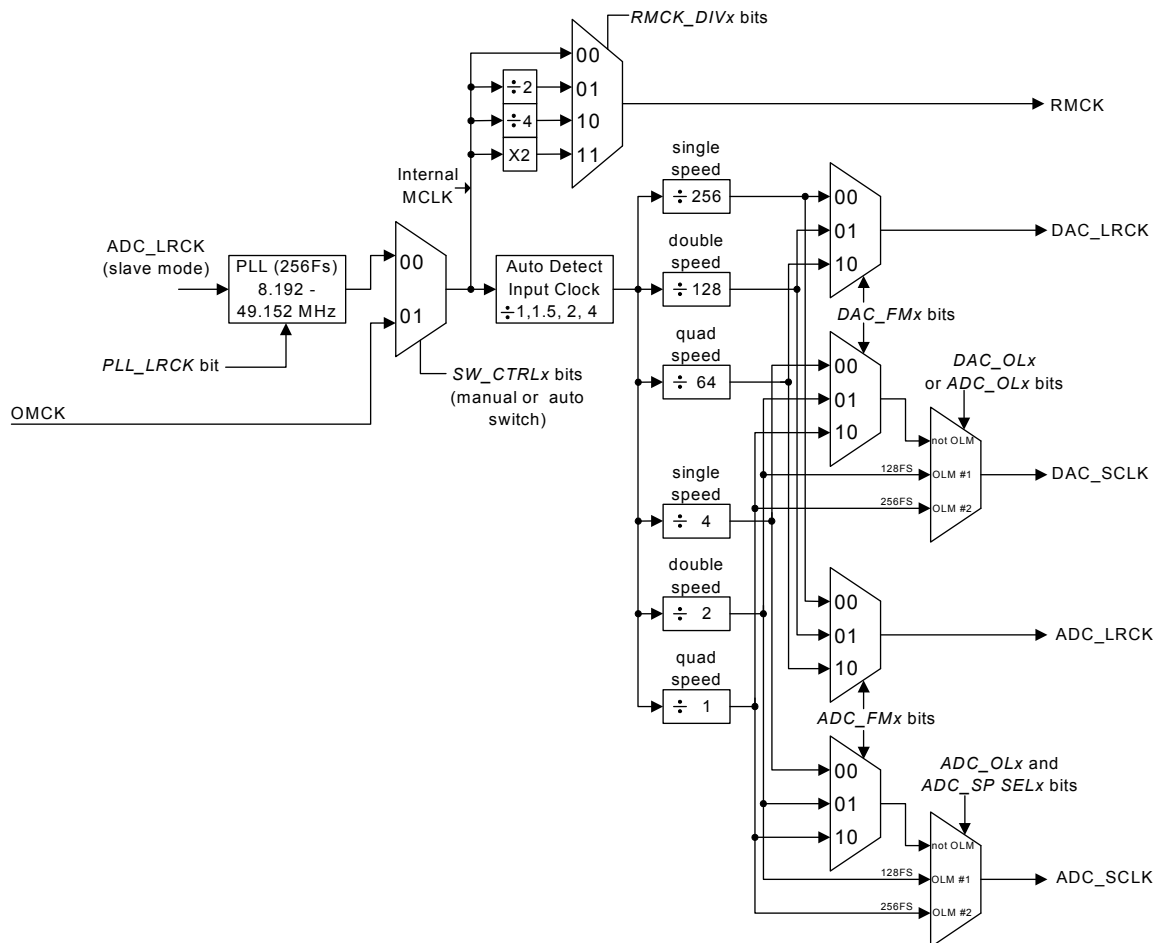 RMCK_DIVx bits
00
÷2
01
÷4
10
X2
11
RMCK
Internal
MCLK
single
speed
÷ 256
00
01
10
DAC_LRCK
ADC_LRCK
(slave mode)
PLL (256Fs)
8.192 -
49.152 MHz
00
01
Auto Detect
Input Clock
÷1,1.5, 2, 4
double
speed
÷ 128
DAC_FMx bits
PLL_LRCK bit
SW_CTRLx bits
(manual or auto
switch)
quad
speed
÷ 64
00
01
10
DAC_OLx
or ADC_OLx bits
OMCK
not OLM
128FS
OLM #1
256FS
OLM #2
DAC_SCLK
single
speed
÷ 4
double
speed
÷ 2
00
01
10
ADC_LRCK
quad
speed
÷ 1
ADC_FMx bits
00
01
10
ADC_OLx and
ADC_SP SELx bits
not OLM
128FS
OLM #1
256FS
OLM #2
ADC_SCLK